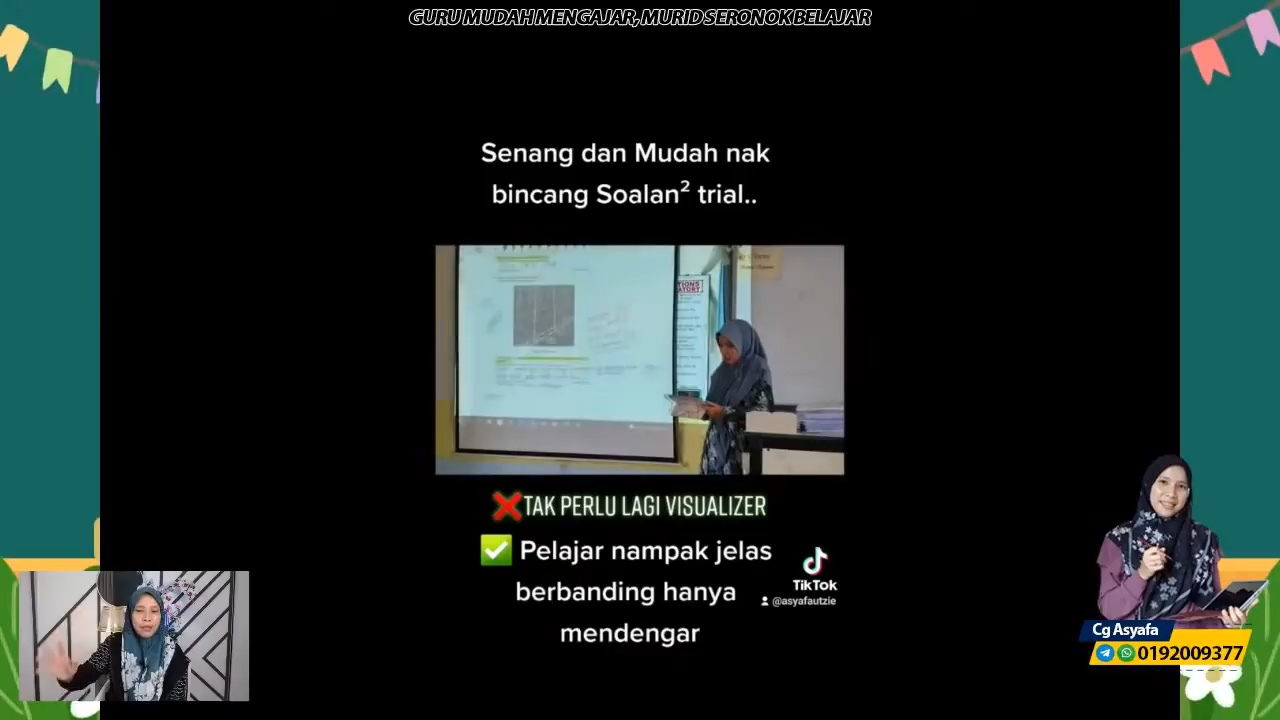 GURU MUDAH MENGAJAR, MURID SERONOK BELAJAR
Senang dan Mudah nak
bincang Soalan² trial..
TIONS
❌TAK PERLU LAGI VISUALIZER
✅ Pelajar nampak jelas
berbanding hanya
mendengar
TikTok
@asyafautzie
Cg Asyafa
0192009377